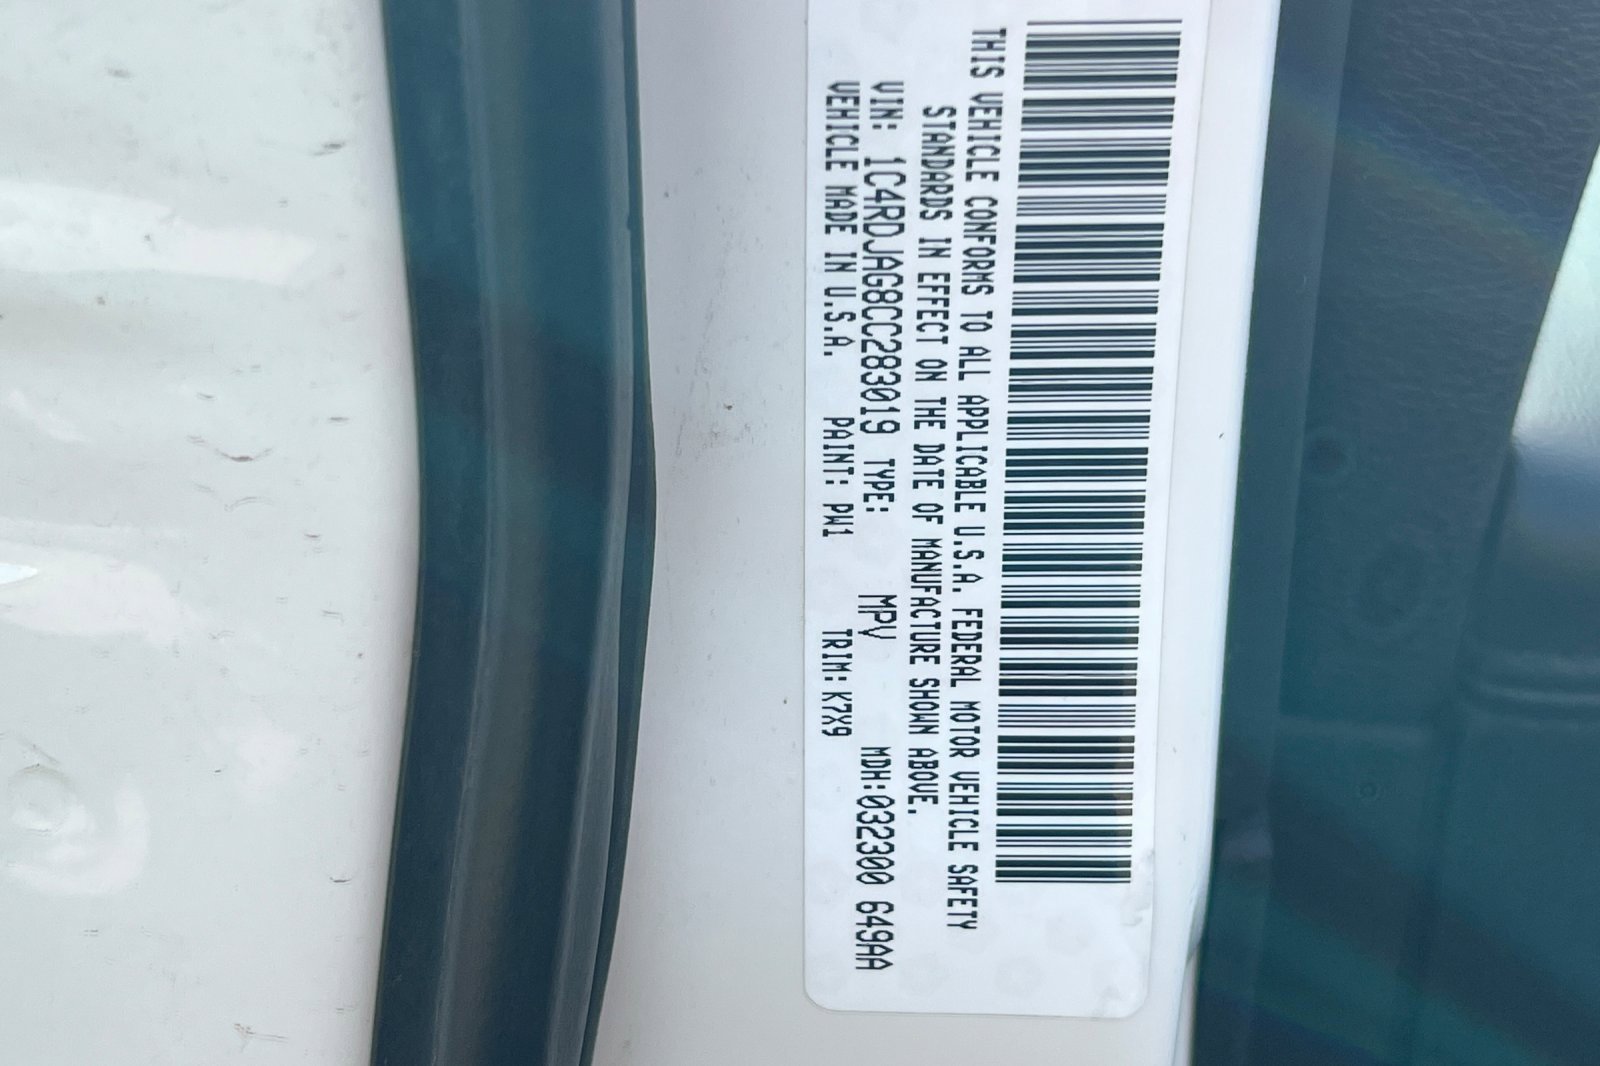 THIS VEHICLE CONFORMS TO ALL APPLICABLE U.S.A. FEDERAL MOTOR VEHICLE SAFETY
STANDARDS IN EFFECT ON THE DATE OF MANUFACTURE SHOWN ABOVE.
VIN: 1C4RDJAG8CC283019 TYPE: MPV MDH:032300 649AA
VEHICLE MADE IN U.S.A. PAINT: PW1 TRIM: K7X9